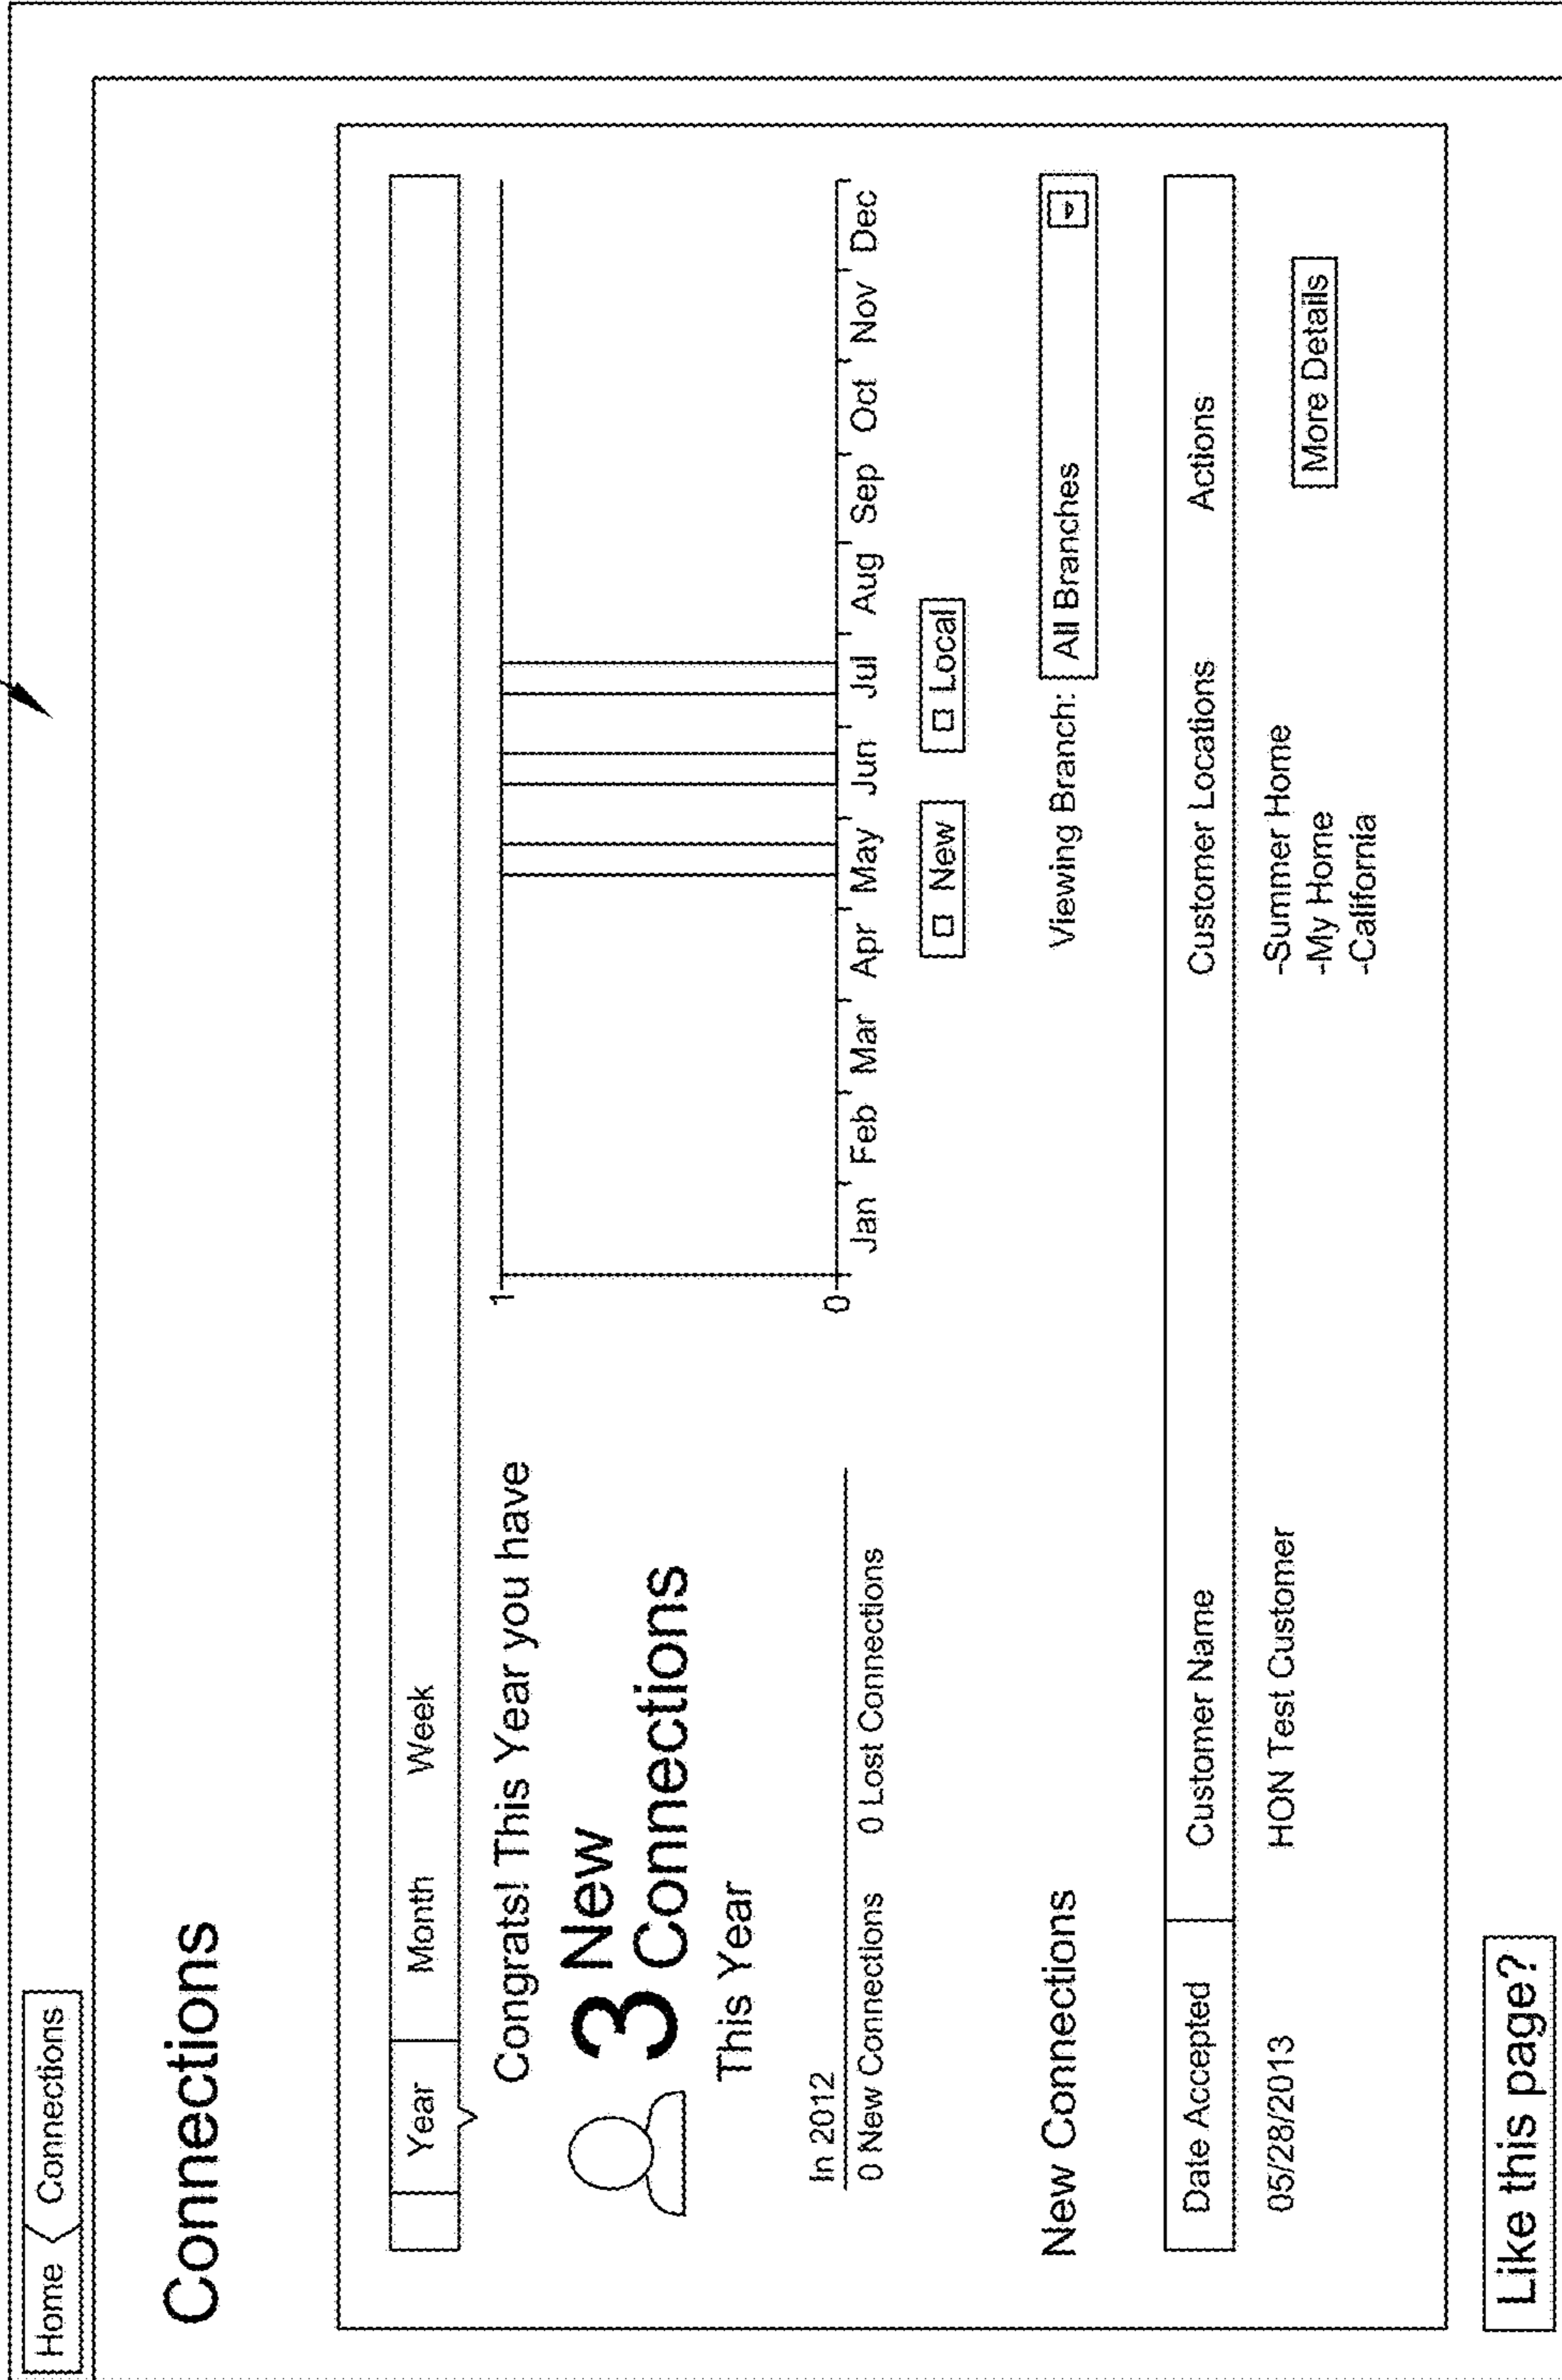 Home Connections
Connections
Year Month Week
Congrats! This Year you have
3 New
Connections
This Year
In 2012
0 New Connections 0 Lost Connections
1
0
Jan Feb Mar Apr May Jun Jul Aug Sep Oct Nov Dec
New Local
New Connections
Viewing Branch: All Branches
Date Accepted Customer Name Customer Locations Actions
05/28/2013 HON Test Customer -Summer Home
-My Home
-California
More Details
Like this page?